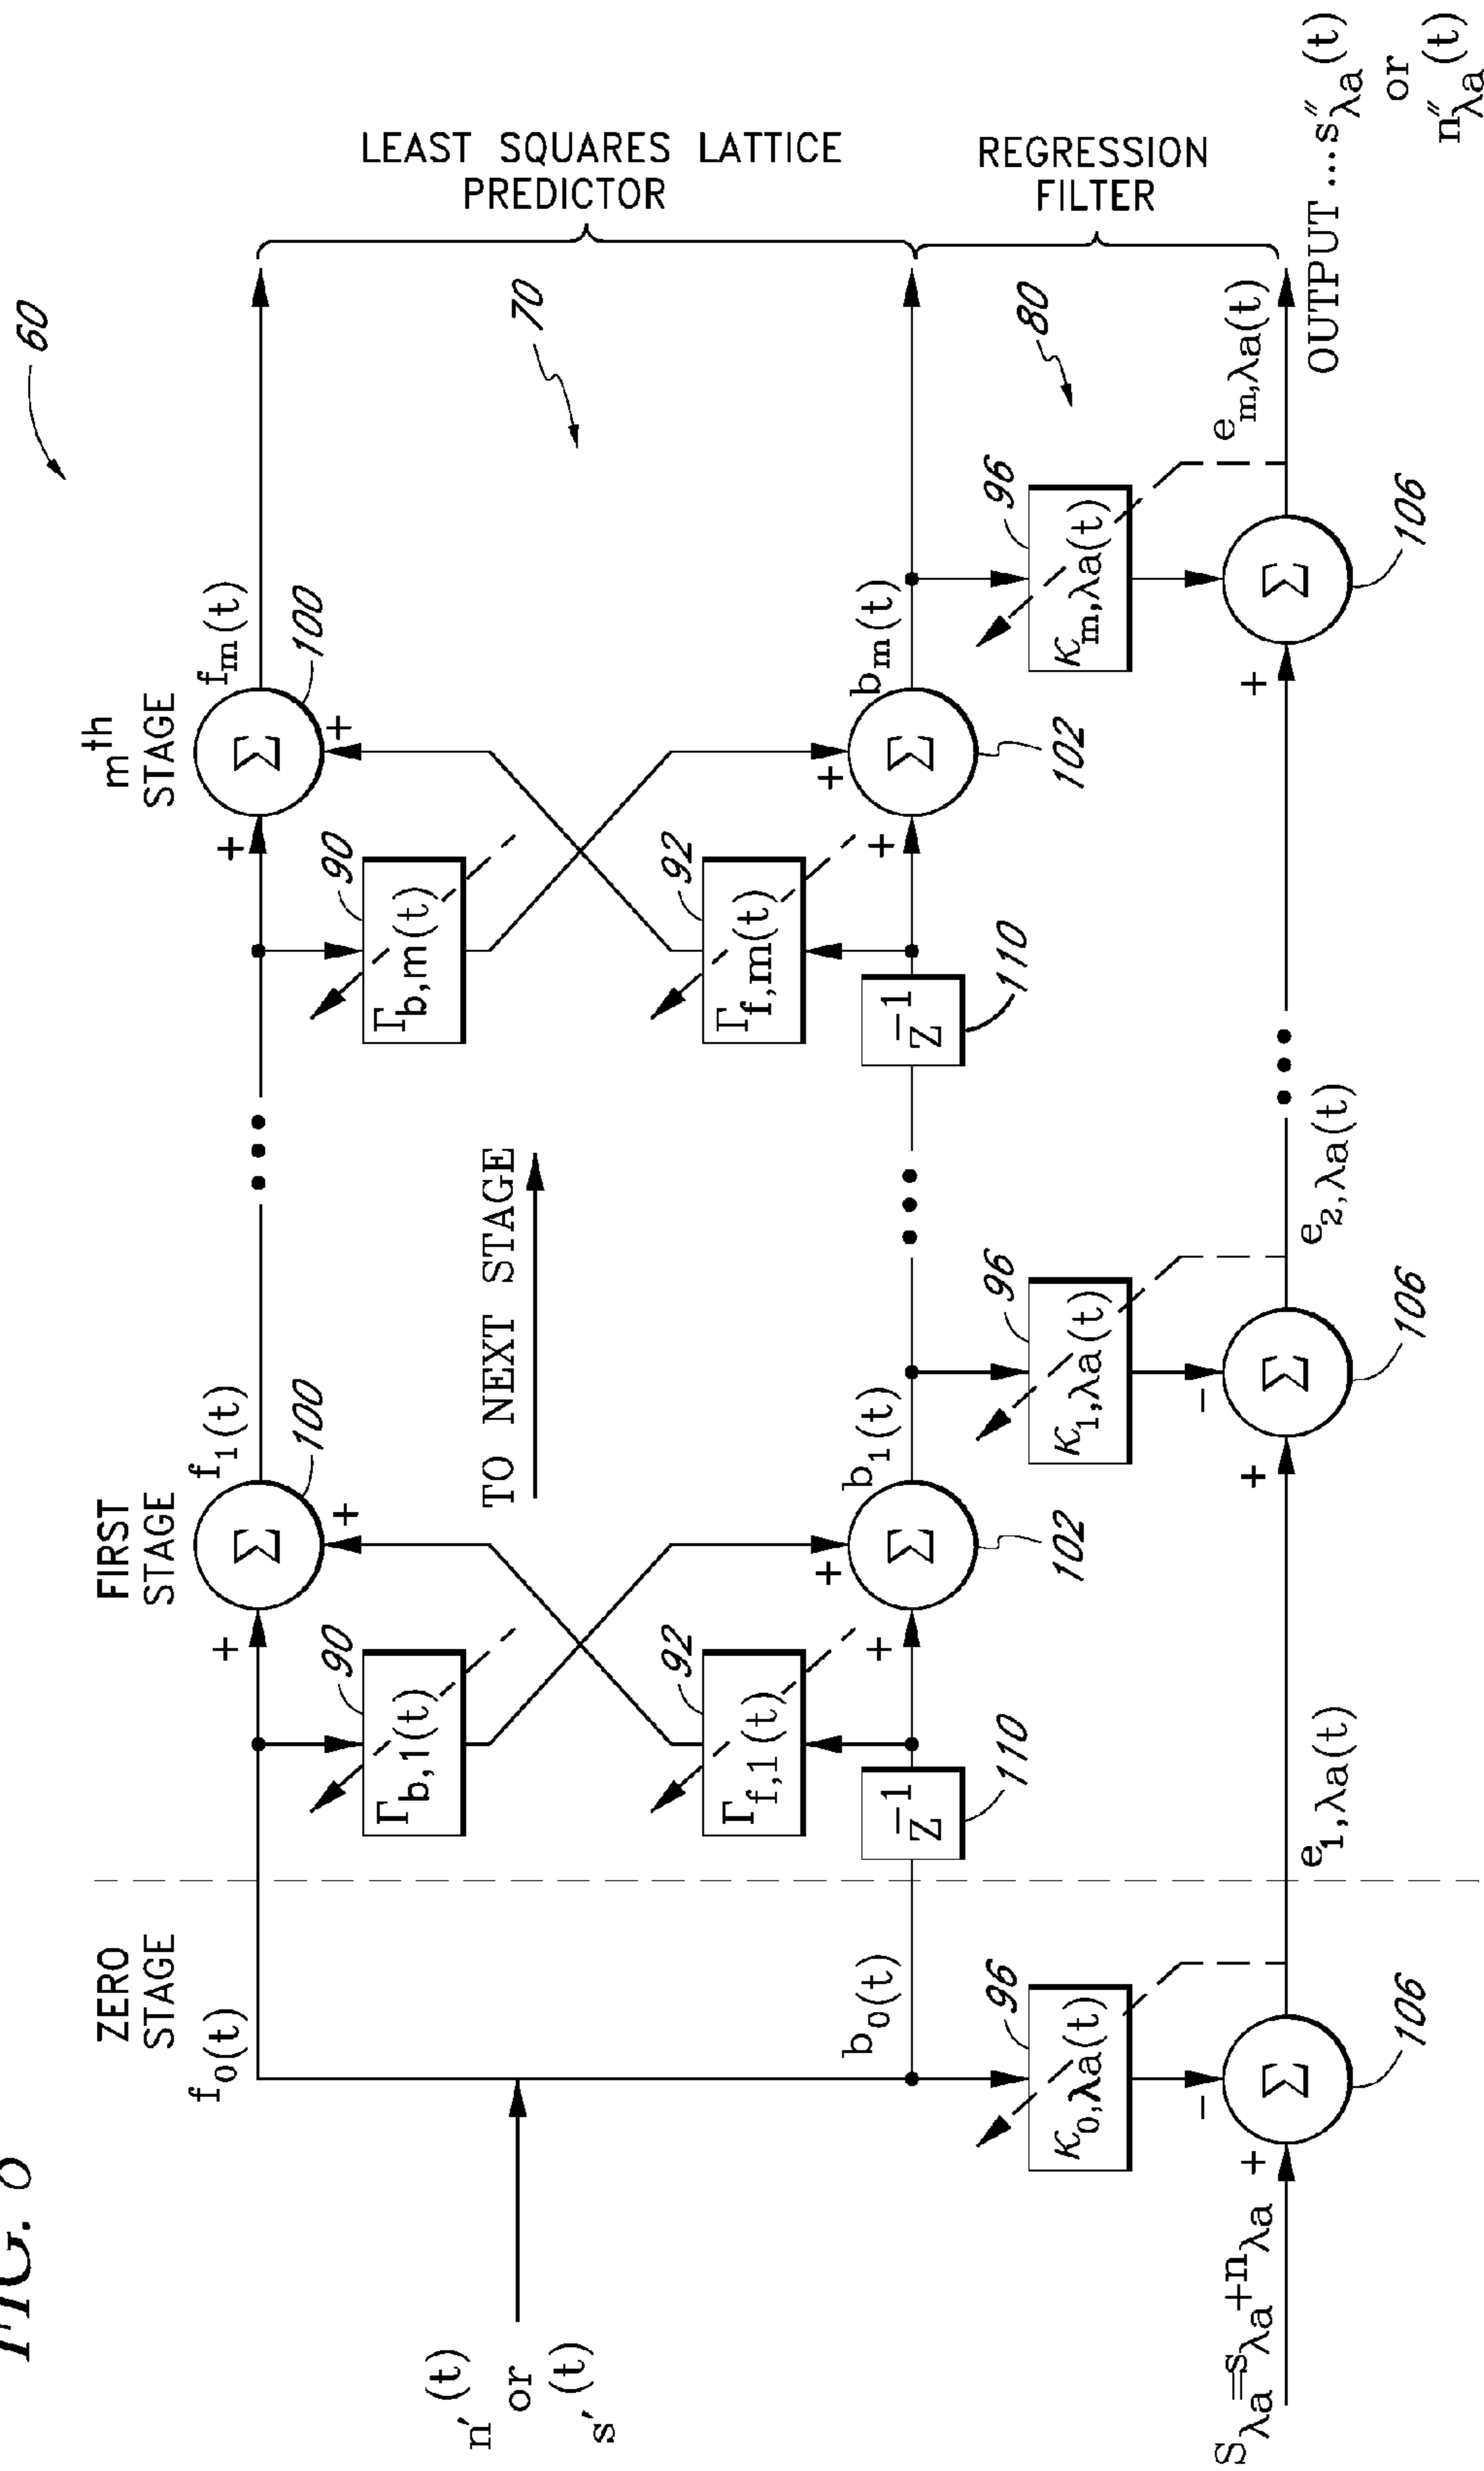 60
m^th
STAGE
FIRST
STAGE
ZERO
STAGE
f_0(t)
f_1(t)
100
f_m(t)
100
+
+
+
+
LEAST SQUARES LATTICE
PREDICTOR
90
Γ_b,1(t)
90
Γ_b,m(t)
n'(t)
or
s'(t)
TO NEXT STAGE
70
92
Γ_f,1(t)
92
Γ_f,m(t)
b_0(t)
z^-1
110
+
+
b_1(t)
102
z^-1
110
+
+
b_m(t)
102
REGRESSION
FILTER
96
κ_0,λa(t)
96
κ_1,λa(t)
96
κ_m,λa(t)
80
S_λa=s_λa+n_λa
+
-
Σ
106
e_1,λa(t)
+
-
Σ
106
e_2,λa(t)
+
Σ
106
e_m,λa(t)
OUTPUT ...s''_λa(t)
or
n''_λa(t)
Σ
Σ
Σ
Σ